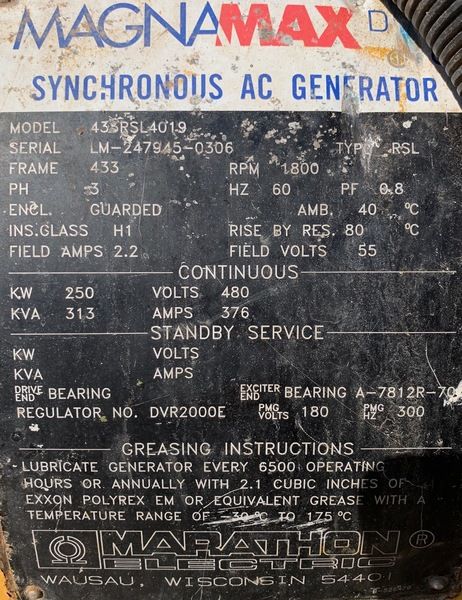 MAGNAMAX D
SYNCHRONOUS AC GENERATOR
MODEL 433RSL4019
SERIAL LM-247945-0306 TYPE RSL
FRAME 433 RPM 1800
PH 3 HZ 60 PF 0.8
ENCL. GUARDED AMB. 40 °C
INS.CLASS H1 RISE BY RES. 80 °C
FIELD AMPS 2.2 FIELD VOLTS 55
CONTINUOUS
KW 250 VOLTS 480
KVA 313 AMPS 376
STANDBY SERVICE
KW VOLTS
KVA AMPS
DRIVE END BEARING EXCITER END BEARING A-7812R-70
REGULATOR NO. DVR2000E PMG VOLTS 180 PMG HZ 300
GREASING INSTRUCTIONS
LUBRICATE GENERATOR EVERY 6500 OPERATING
HOURS OR ANNUALLY WITH 2.1 CUBIC INCHES OF
EXXON POLYREX EM OR EQUIVALENT GREASE WITH A
TEMPERATURE RANGE OF -30°C TO 175°C
MARATHON ®
ELECTRIC
WAUSAU, WISCONSIN 54401